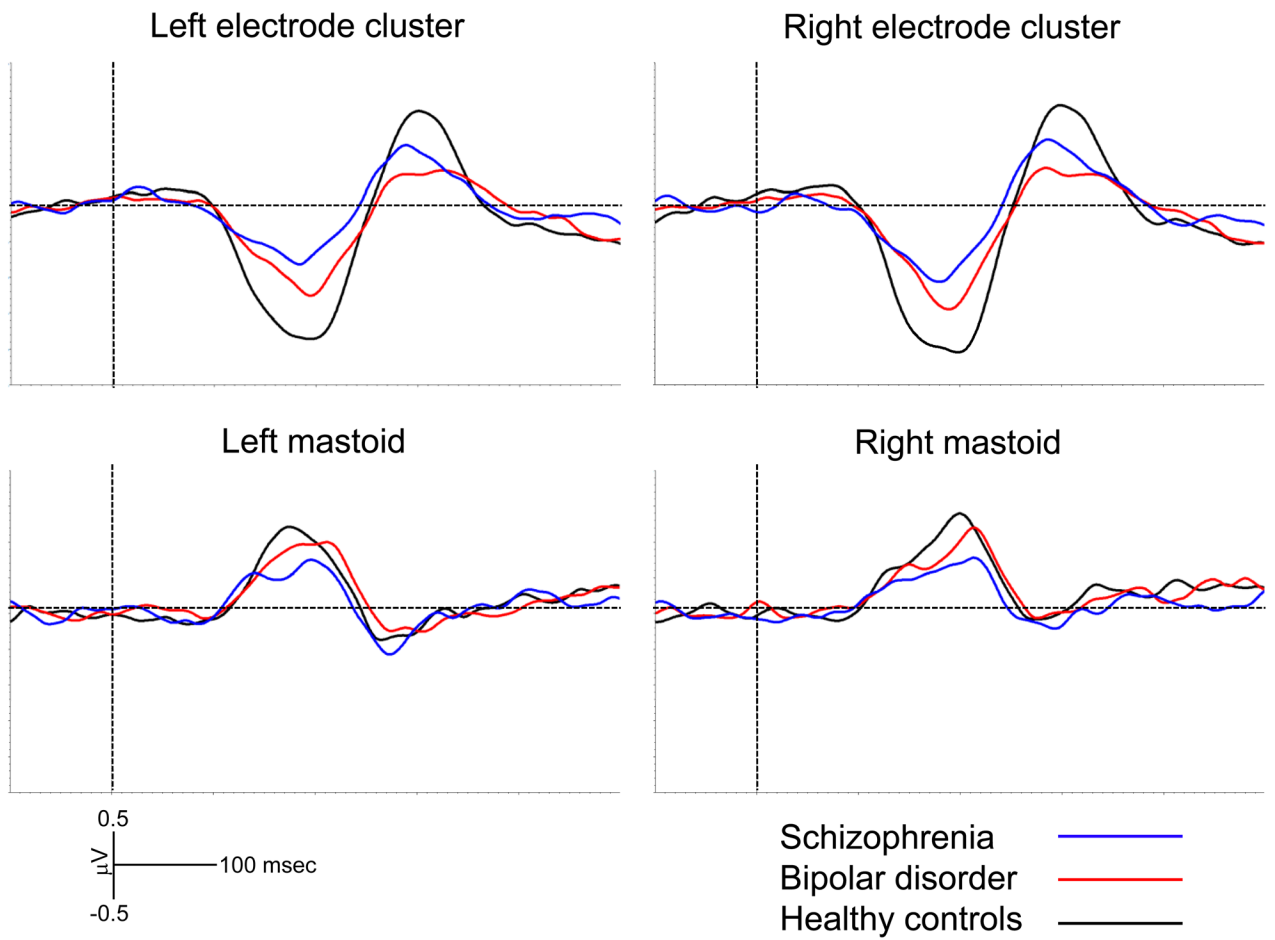 Left electrode cluster
Right electrode cluster
Left mastoid
Right mastoid
0.5
µV
100 msec
-0.5
Schizophrenia
Bipolar disorder
Healthy controls